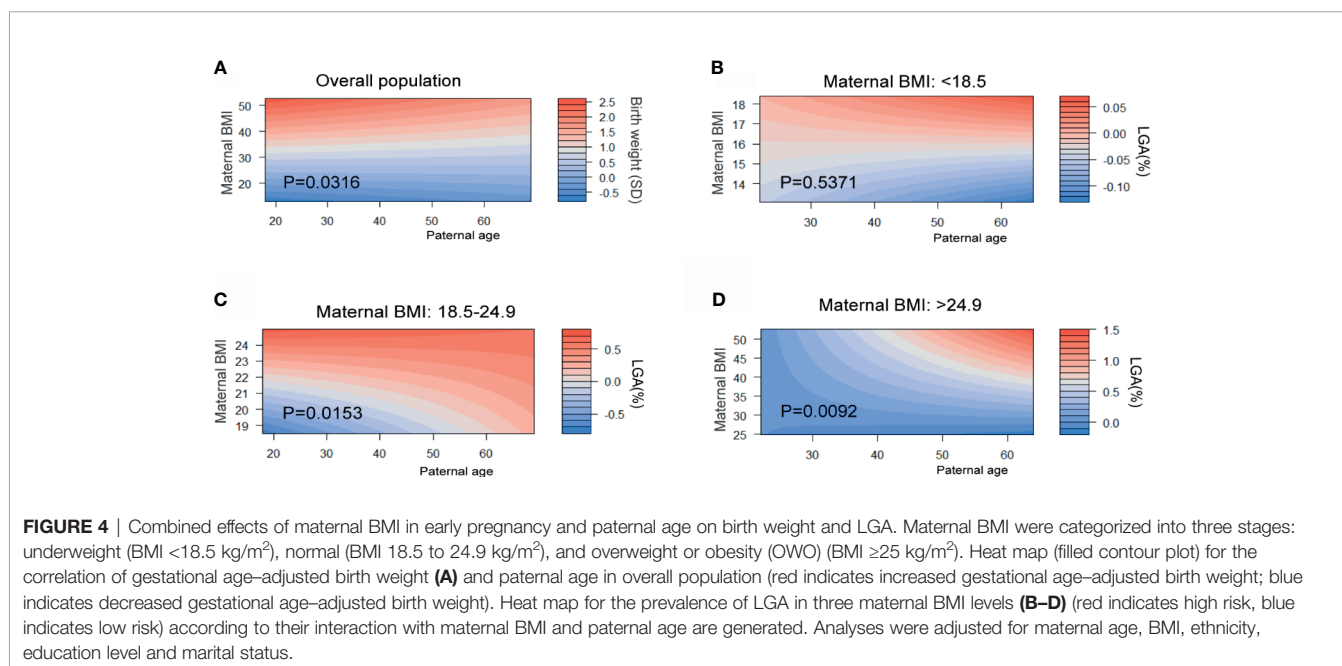 A
Overall population
Maternal BMI
50
40
30
20
P=0.0316
20 30 40 50 60
Paternal age
2.5
2.0
1.5
1.0
0.5
0.0
-0.5
Birth weight (SD)
B
Maternal BMI: <18.5
Maternal BMI
18
17
16
15
14
P=0.5371
30 40 50 60
Paternal age
0.05
0.00
-0.05
-0.10
LGA(%)
C
Maternal BMI: 18.5-24.9
Maternal BMI
24
23
22
21
20
19
P=0.0153
20 30 40 50 60
Paternal age
0.5
0.0
-0.5
LGA(%)
D
Maternal BMI: >24.9
Maternal BMI
50
45
40
35
30
25
P=0.0092
30 40 50 60
Paternal age
1.5
1.0
0.5
0.0
LGA(%)
FIGURE 4 | Combined effects of maternal BMI in early pregnancy and paternal age on birth weight and LGA. Maternal BMI were categorized into three stages:
underweight (BMI <18.5 kg/m²), normal (BMI 18.5 to 24.9 kg/m²), and overweight or obesity (OWO) (BMI ≥25 kg/m²). Heat map (filled contour plot) for the
correlation of gestational age–adjusted birth weight (A) and paternal age in overall population (red indicates increased gestational age–adjusted birth weight; blue
indicates decreased gestational age–adjusted birth weight). Heat map for the prevalence of LGA in three maternal BMI levels (B–D) (red indicates high risk, blue
indicates low risk) according to their interaction with maternal BMI and paternal age are generated. Analyses were adjusted for maternal age, BMI, ethnicity,
education level and marital status.